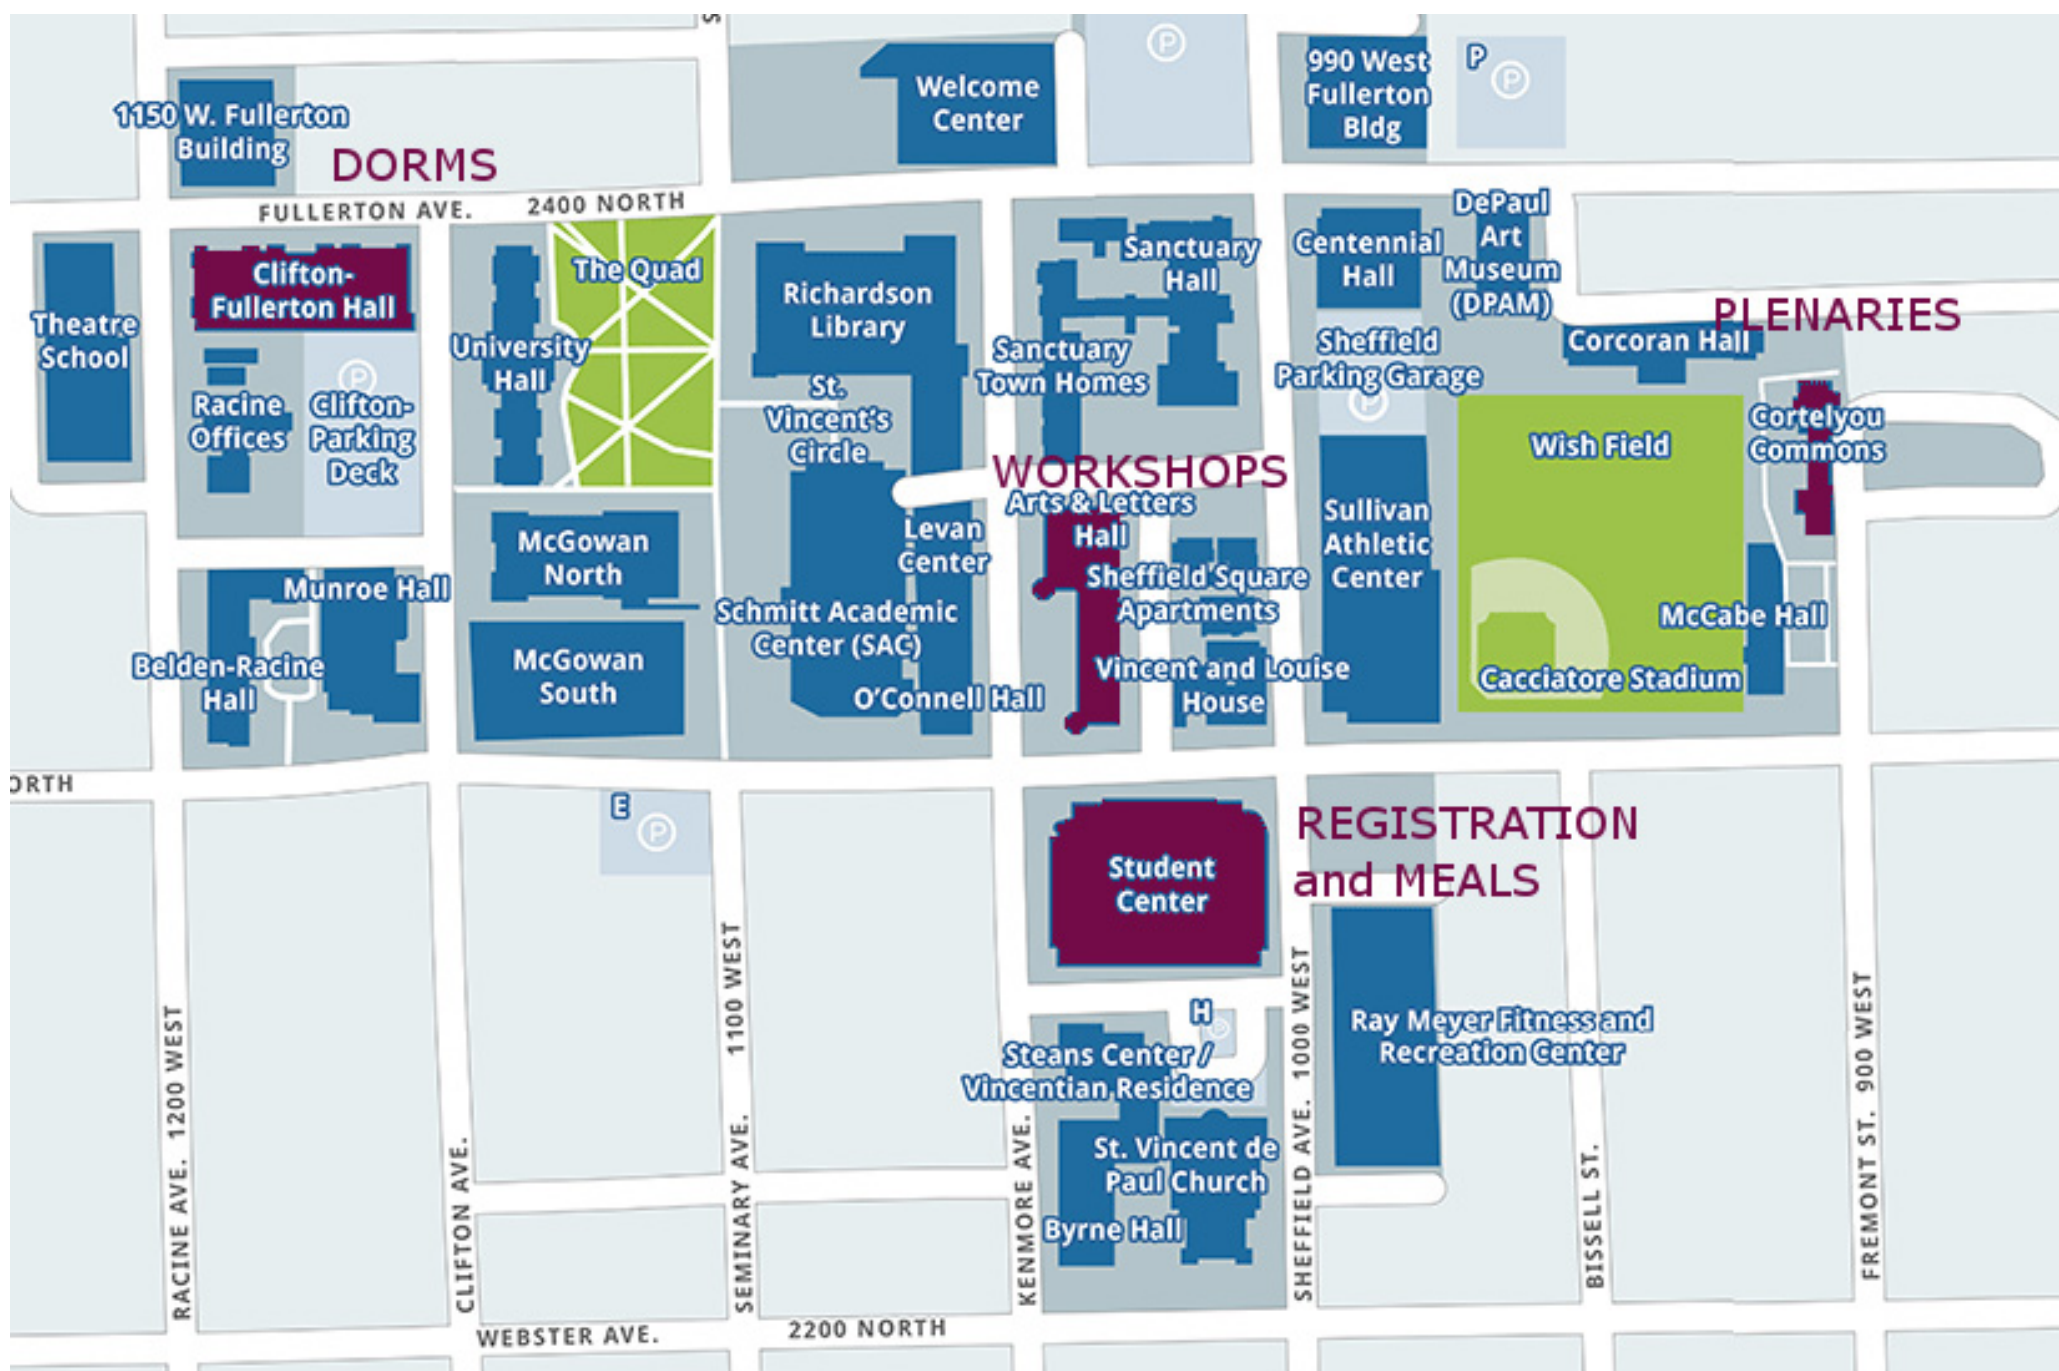 S
Welcome
Center
990 West
Fullerton
Bldg
P
P
P
1150 W. Fullerton
Building
DORMS
FULLERTON AVE.
2400 NORTH
Clifton-
Fullerton Hall
Theatre
School
Racine
Offices
P
Clifton-
Parking
Deck
University
Hall
The Quad
Richardson
Library
St.
Vincent's
Circle
Sanctuary
Hall
Sanctuary
Town Homes
Centennial
Hall
DePaul
Art
Museum
(DPAM)
Sheffield
Parking Garage
P
PLENARIES
Corcoran Hall
Cortelyou
Commons
Wish Field
WORKSHOPS
Arts & Letters
Hall
Levan
Center
Sullivan
Athletic
Center
McGowan
North
Munroe Hall
Sheffield Square
Apartments
Schmitt Academic
Center (SAC)
McCabe Hall
Belden-Racine
Hall
McGowan
South
O'Connell Hall
Vincent and Louise
House
Cacciatore Stadium
ORTH
E
P
Student
Center
REGISTRATION
and MEALS
H
P
Steans Center /
Vincentian Residence
Ray Meyer Fitness and
Recreation Center
St. Vincent de
Paul Church
Byrne Hall
RACINE AVE. 1200 WEST
CLIFTON AVE.
SEMINARY AVE. 1100 WEST
KENMORE AVE.
SHEFFIELD AVE. 1000 WEST
BISSELL ST.
FREMONT ST. 900 WEST
WEBSTER AVE.
2200 NORTH